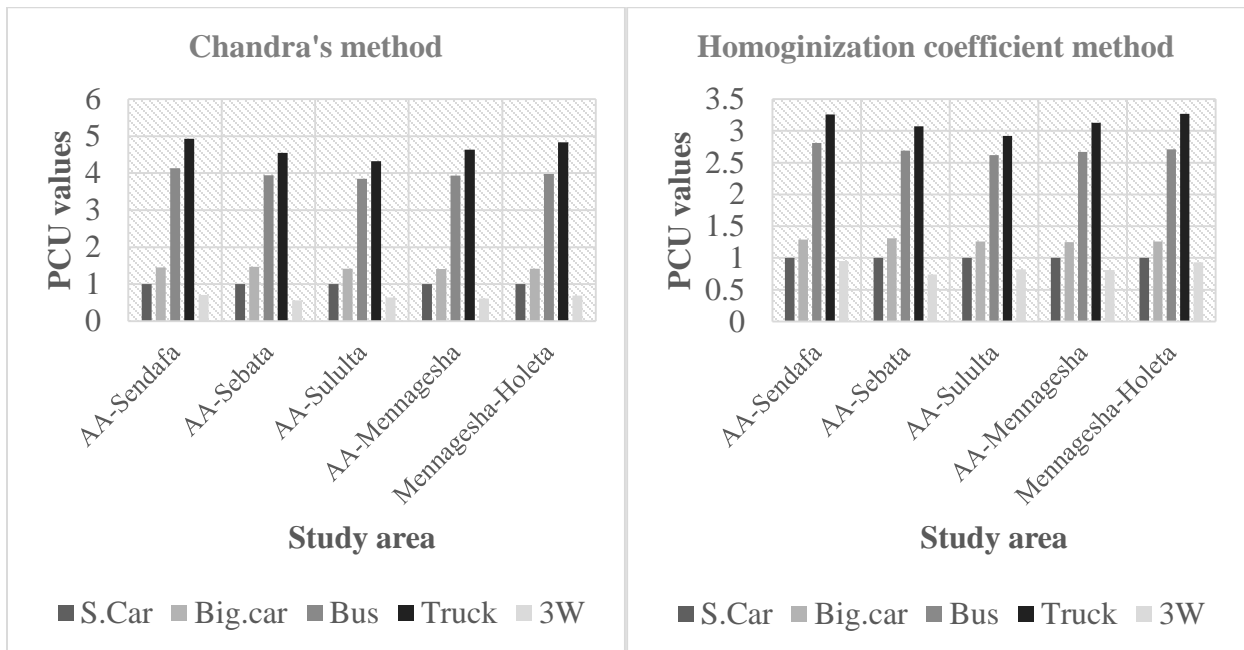 Chandra's method
PCU values
6
5
4
3
2
1
0
AA-Sendafa
AA-Sebata
AA-Sululta
AA-Mennagesha
Mennagesha-Holeta
Study area
S.Car Big.car Bus Truck 3W
Homoginization coefficient method
PCU values
3.5
3
2.5
2
1.5
1
0.5
0
AA-Sendafa
AA-Sebata
AA-Sululta
AA-Mennagesha
Mennagesha-Holeta
Study area
S.Car Big.car Bus Truck 3W